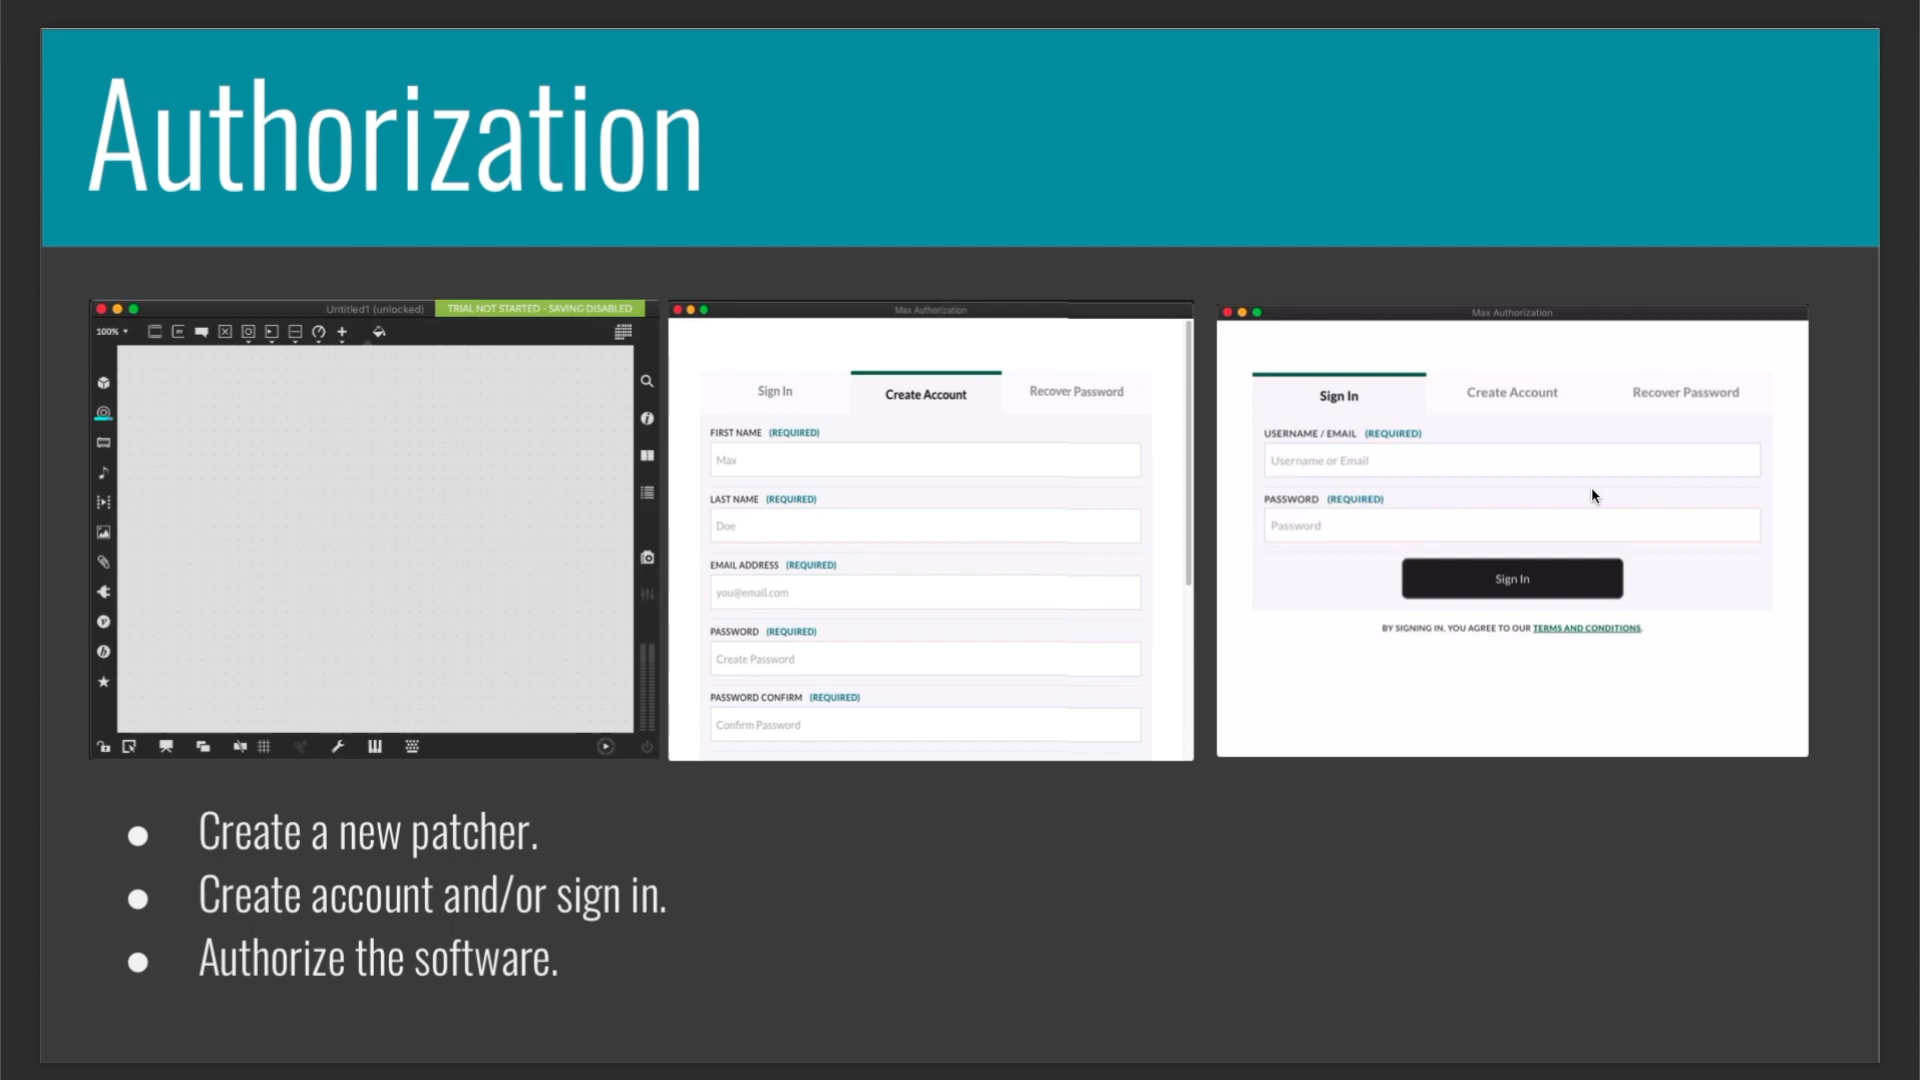 Authorization
Untitled1 (unlocked)
TRIAL NOT STARTED - SAVING DISABLED
100%
Max Authorization
Sign In
Create Account
Recover Password
FIRST NAME (REQUIRED)
Max
LAST NAME (REQUIRED)
Doe
EMAIL ADDRESS (REQUIRED)
you@email.com
PASSWORD (REQUIRED)
Create Password
PASSWORD CONFIRM (REQUIRED)
Confirm Password
Max Authorization
Sign In
Create Account
Recover Password
USERNAME / EMAIL (REQUIRED)
Username or Email
PASSWORD (REQUIRED)
Password
Sign In
BY SIGNING IN, YOU AGREE TO OUR TERMS AND CONDITIONS.
● Create a new patcher.
● Create account and/or sign in.
● Authorize the software.